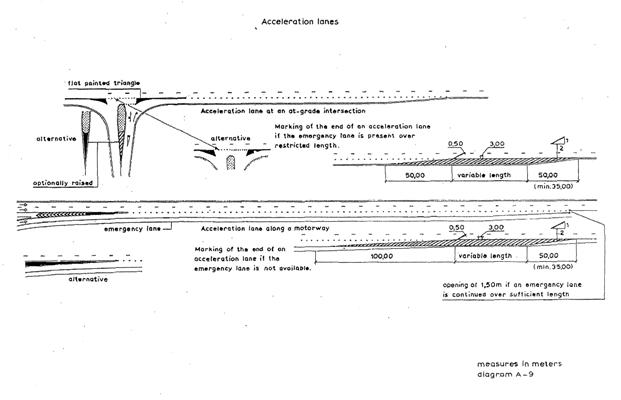 Acceleration lanes
flat painted triangle
Acceleration lane at an at-grade intersection
alternative
alternative
Marking of the end of an acceleration lane
if the emergency lane is present over
restricted length.
0,50
3,00
1
2
optionally raised
50,00
variable length
50,00
(min.35,00)
emergency lane
Acceleration lane along a motorway
Marking of the end of an
acceleration lane if the
emergency lane is not available.
0,50
3,00
1
2
100,00
variable length
50,00
(min.35,00)
alternative
opening of 1,50m if an emergency lane
is continued over sufficient length
measures in meters
diagram A-9